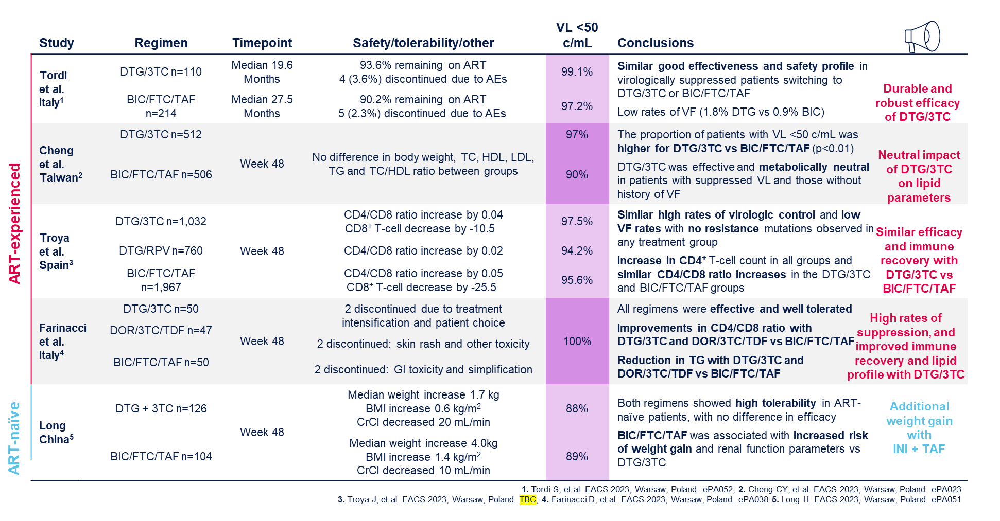 Study
Regimen
Timepoint
Safety/tolerability/other
VL <50
c/mL
Conclusions
ART-experienced
Tordi
et al.
Italy1
DTG/3TC n=110
Median 19.6
Months
93.6% remaining on ART
4 (3.6%) discontinued due to AEs
99.1%
BIC/FTC/TAF
n=214
Median 27.5
Months
90.2% remaining on ART
5 (2.3%) discontinued due to AEs
97.2%
Similar good effectiveness and safety profile in
virologically suppressed patients switching to
DTG/3TC or BIC/FTC/TAF
Low rates of VF (1.8% DTG vs 0.9% BIC)
Durable and
robust efficacy
of DTG/3TC
Cheng
et al.
Taiwan2
DTG/3TC n=512
BIC/FTC/TAF n=506
Week 48
No difference in body weight, TC, HDL, LDL,
TG and TC/HDL ratio between groups
97%
90%
The proportion of patients with VL <50 c/mL was
higher for DTG/3TC vs BIC/FTC/TAF (p<0.01)
DTG/3TC was effective and metabolically neutral
in patients with suppressed VL and those without
history of VF
Neutral impact
of DTG/3TC
on lipid
parameters
Troya
et al.
Spain3
DTG/3TC n=1,032
DTG/RPV n=760
BIC/FTC/TAF
n=1,967
Week 48
CD4/CD8 ratio increase by 0.04
CD8+ T-cell decrease by -10.5
CD4/CD8 ratio increase by 0.02
CD4/CD8 ratio increase by 0.05
CD8+ T-cell decrease by -25.5
97.5%
94.2%
95.6%
Similar high rates of virologic control and low
VF rates with no resistance mutations observed in
any treatment group
Increase in CD4+ T-cell count in all groups and
similar CD4/CD8 ratio increases in the DTG/3TC
and BIC/FTC/TAF groups
Similar efficacy
and immune
recovery with
DTG/3TC vs
BIC/FTC/TAF
Farinacci
et al.
Italy4
DTG/3TC n=50
DOR/3TC/TDF n=47
BIC/FTC/TAF n=50
Week 48
2 discontinued due to treatment
intensification and patient choice
2 discontinued: skin rash and other toxicity
2 discontinued: GI toxicity and simplification
100%
All regimens were effective and well tolerated
Improvements in CD4/CD8 ratio with
DTG/3TC and DOR/3TC/TDF vs BIC/FTC/TAF
Reduction in TG with DTG/3TC and
DOR/3TC/TDF vs BIC/FTC/TAF
High rates of
suppression, and
improved immune
recovery and lipid
profile with DTG/3TC
ART-naïve
Long
China5
DTG + 3TC n=126
BIC/FTC/TAF n=104
Week 48
Median weight increase 1.7 kg
BMI increase 0.6 kg/m2
CrCl decreased 20 mL/min
Median weight increase 4.0kg
BMI increase 1.4 kg/m2
CrCl decreased 10 mL/min
88%
89%
Both regimens showed high tolerability in ART-
naïve patients, with no difference in efficacy
BIC/FTC/TAF was associated with increased risk
of weight gain and renal function parameters vs
DTG/3TC
Additional
weight gain
with
INI + TAF
1. Tordi S, et al. EACS 2023; Warsaw, Poland. ePA052; 2. Cheng CY, et al. EACS 2023; Warsaw, Poland. ePA023
3. Troya J, et al. EACS 2023; Warsaw, Poland. TBC; 4. Farinacci D, et al. EACS 2023; Warsaw, Poland. ePA038 5. Long H. EACS 2023; Warsaw, Poland. ePA051